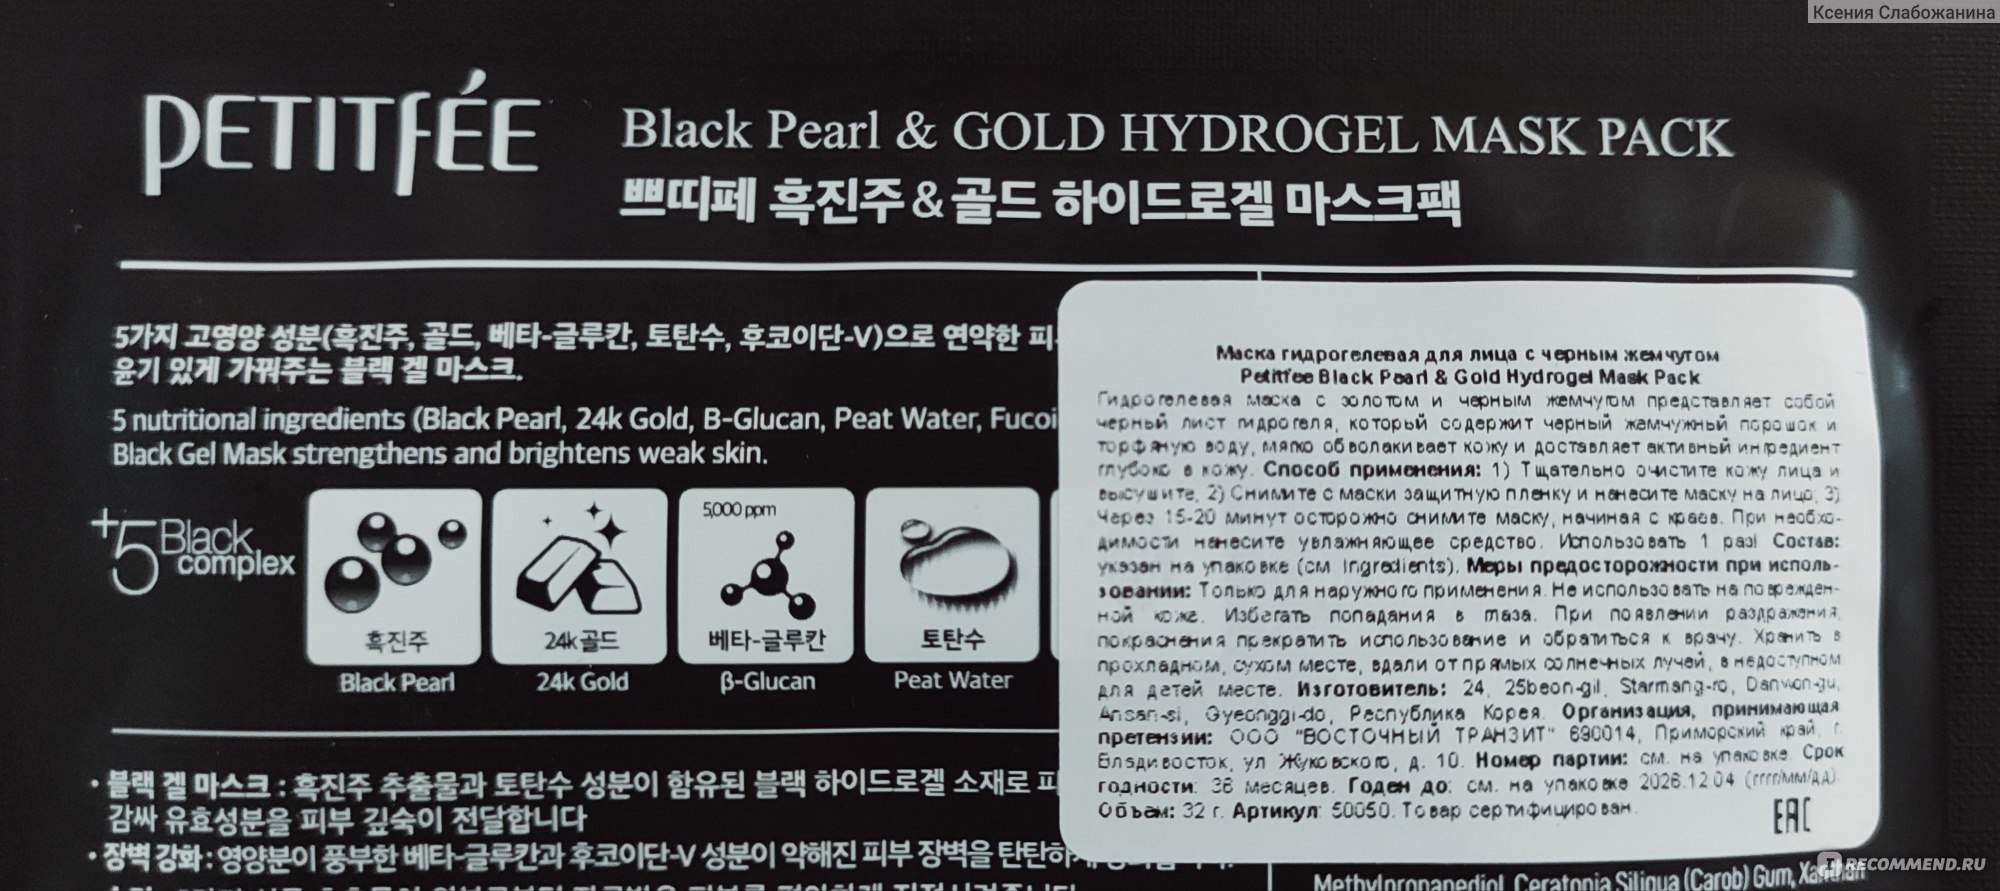 Ксения Слабожанина
PETITFÉE
Black Pearl & GOLD HYDROGEL MASK PACK
쁘띠페 흑진주 & 골드 하이드로겔 마스크팩
5가지 고영양 성분(흑진주, 골드, 베타-글루칸, 토탄수, 후코이단-V)으로 연약한
윤기 있게 가꿔주는 블랙 겔 마스크.
5 nutritional ingredients (Black Pearl, 24k Gold, B-Glucan, Peat Water, Fucoi
Black Gel Mask strengthens and brightens weak skin.
+5 Black complex
흑진주
Black Pearl
24k 골드
24k Gold
5,000 ppm
베타-글루칸
β-Glucan
토탄수
Peat Water
• 블랙 겔 마스크 : 흑진주 추출물과 토탄수 성분이 함유된 블랙 하이드로겔 소재로
감싸 유효성분을 피부 깊숙이 전달합니다
• 장벽 강화 : 영양분이 풍부한 베타-글루칸과 후코이단-V 성분이 약해진 피부 장벽을 탄탄하게
Маска гидрогелевая для лица с черным жемчугом
Petitfee Black Pearl & Gold Hydrogel Mask Pack
Гидрогелевая маска с золотом и черным жемчугом представляет собой
черный лист гидрогеля, который содержит черный жемчужный порошок и
торфяную воду, мягко обволакивает кожу и доставляет активный ингредиент
глубоко в кожу. Способ применения: 1) Тщательно очистите кожу лица и
высушите, 2) Снимите с маски защитную пленку и нанесите маску на лицо; 3)
Через 15-20 минут осторожно снимите маску, начиная с краев. При необхо-
димости нанесите увлажняющее средство. Использовать 1 раз! Состав:
указан на упаковке (см Ingredients). Меры предосторожности при исполь-
зовании: Только для наружного применения. Не использовать на поврежден-
ной коже. Избегать попадания в глаза. При появлении раздражения,
покраснения прекратить использование и обратиться к врачу. Хранить в
прохладном, сухом месте, вдали от прямых солнечных лучей, в недоступном
для детей месте. Изготовитель: 24, 25beon-gil, Starmang-ro, Danwon-gu,
Ansan-si, Gyeonggi-do, Республика Корея. Организация, принимающая
претензии: ООО "ВОСТОЧНЫЙ ТРАНЗИТ" 690014, Приморский край, г.
Владивосток, ул Жуковского, д. 10. Номер партии: см. на упаковке. Срок
годности: 36 месяцев. Годен до: см. на упаковке 2026.12.04 (гггг/мм/дд).
Объем: 32 г. Артикул: 50050. Товар сертифицирован.
EAC
Methylpropanediol, Ceratonia Siliqua (Carob) Gum,
RECOMMEND.RU